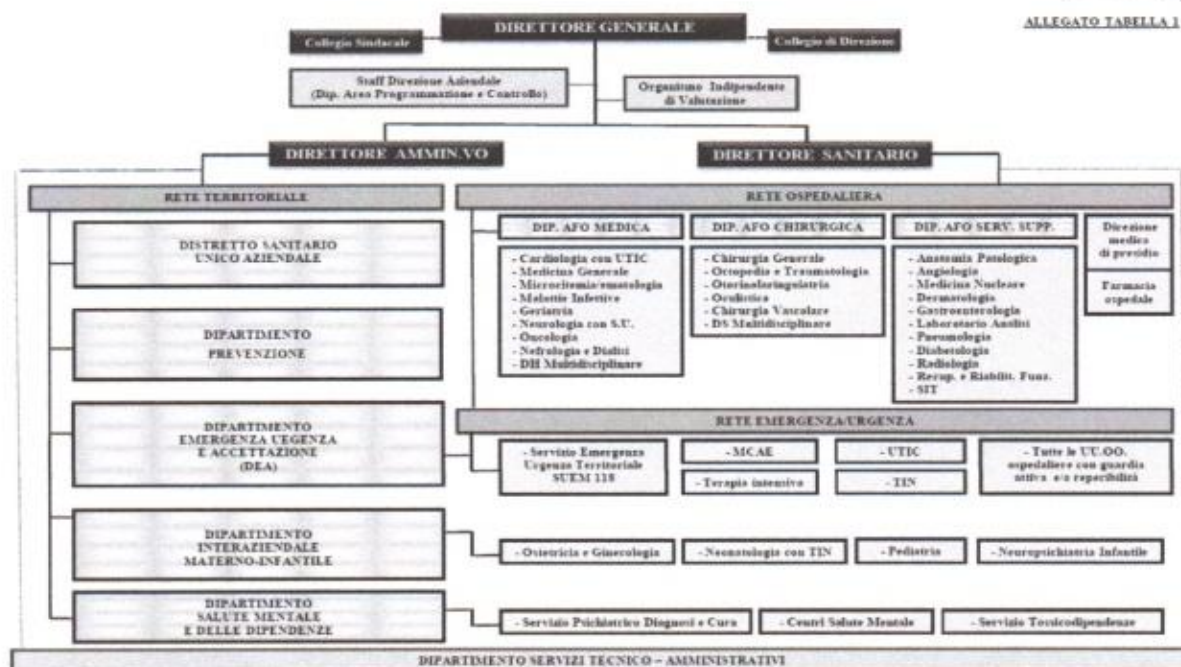 ALLEGATO TABELLA 1
DIRETTORE GENERALE
Collegio Sindacale
Collegio di Direzione
Staff Direzione Aziendale
(Dip. Area Programmazione e Controllo)
Organismo Indipendente
di Valutazione
DIRETTORE AMMIN.VO
DIRETTORE SANITARIO
RETE TERRITORIALE
DISTRETTO SANITARIO
UNICO AZIENDALE
DIPARTIMENTO
PREVENZIONE
DIPARTIMENTO
EMERGENZA URGENZA
E ACCETTAZIONE
(DEA)
DIPARTIMENTO
INTERAZIENDALE
MATERNO-INFANTILE
DIPARTIMENTO
SALUTE MENTALE
E DELLE DIPENDENZE
RETE OSPEDALIERA
DIP. AFO MEDICA
- Cardiologia con UTIC
- Medicina Generale
- Microcitemia/ematologia
- Malattie Infettive
- Geriatria
- Neurologia con S.U.
- Oncologia
- Nefrologia e Dialisi
- DH Multidisciplinare
DIP. AFO CHIRURGICA
- Chirurgia Generale
- Ortopedia e Traumatologia
- Otorinolaringoiatria
- Oculistica
- Chirurgia Vascolare
- DS Multidisciplinare
DIP. AFO SERV. SUPP.
- Anatomia Patologica
- Angiologia
- Medicina Nucleare
- Dermatologia
- Gastroenterologia
- Laboratorio Analisi
- Pneumologia
- Diabetologia
- Radiologia
- Recup. e Riabilit. Funz.
- SIT
Direzione
medica
di presidio
Farmacia
ospedale
RETE EMERGENZA/URGENZA
- Servizio Emergenza
Urgenza Territoriale
SUEM 118
- MCAE
- Terapia intensiva
- UTIC
- TIN
- Tutte le UU.OO.
ospedaliere con guardia
attiva e/o reperibilità
- Ostetricia e Ginecologia
- Neonatologia con TIN
- Pediatria
- Neuropsichiatria Infantile
- Servizio Psichiatrico Diagnosi e Cura
- Centri Salute Mentale
- Servizio Tossicodipendenze
DIPARTIMENTO SERVIZI TECNICO – AMMINISTRATIVI